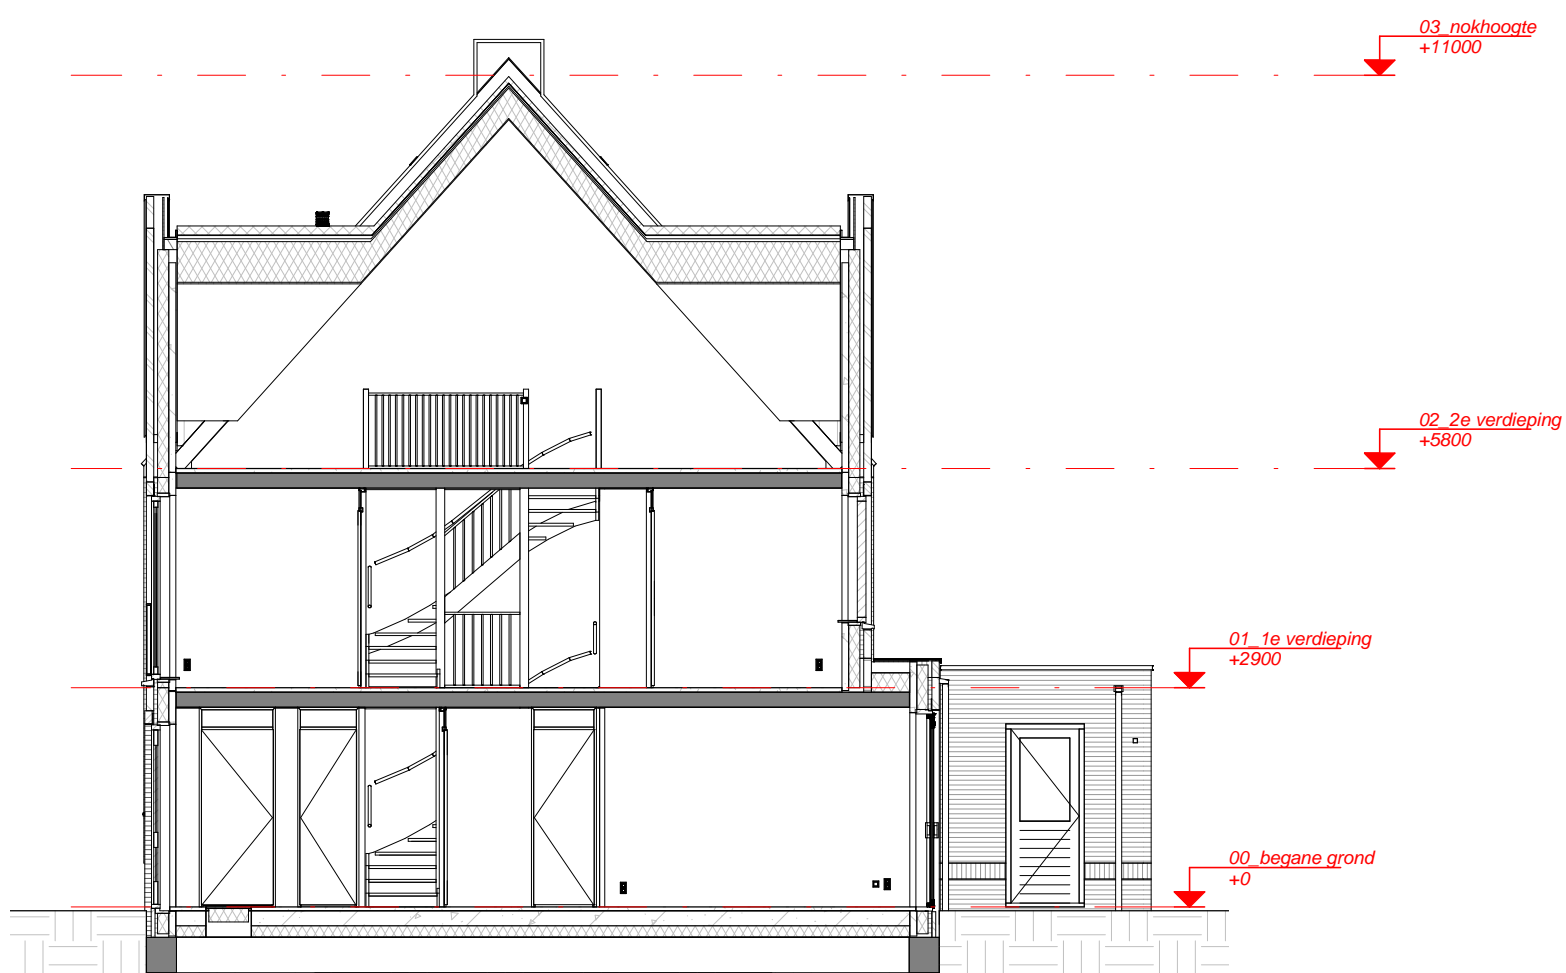 03_nokhoogte
+11000
02_2e verdieping
+5800
01_1e verdieping
+2900
00_begane grond
+0